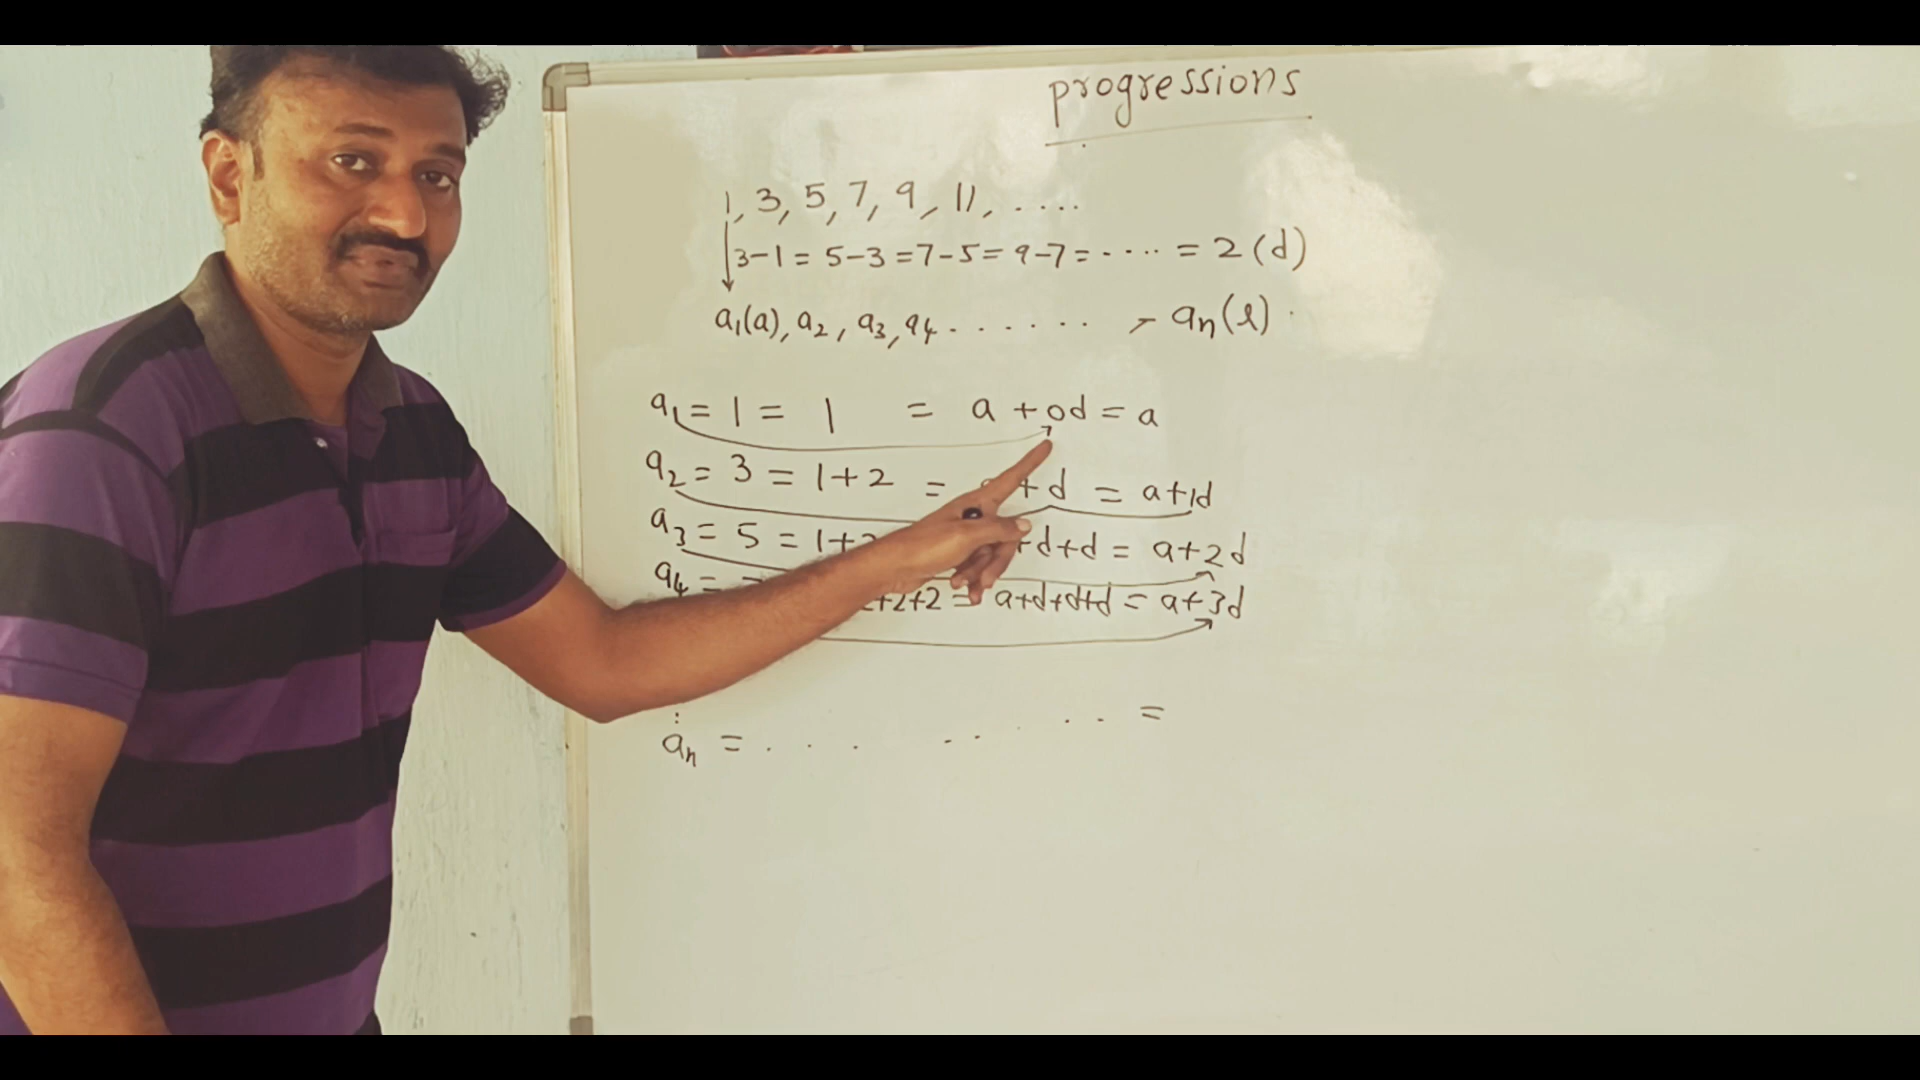 progressions
1, 3, 5, 7, 9, 11, ....
3-1 = 5-3 = 7-5 = 9-7 = ..... = 2 (d)
a₁(a), a₂, a₃, a₄ ....... , aₙ(l)
a₁ = 1 = 1 = a + 0d = a
a₂ = 3 = 1+2 = +d = a+1d
a₃ = 5 = 1+ +d+d = a+2d
a₄ = +2+2 = a+d+d+d = a+3d
:
aₙ = . . . . . . . . =